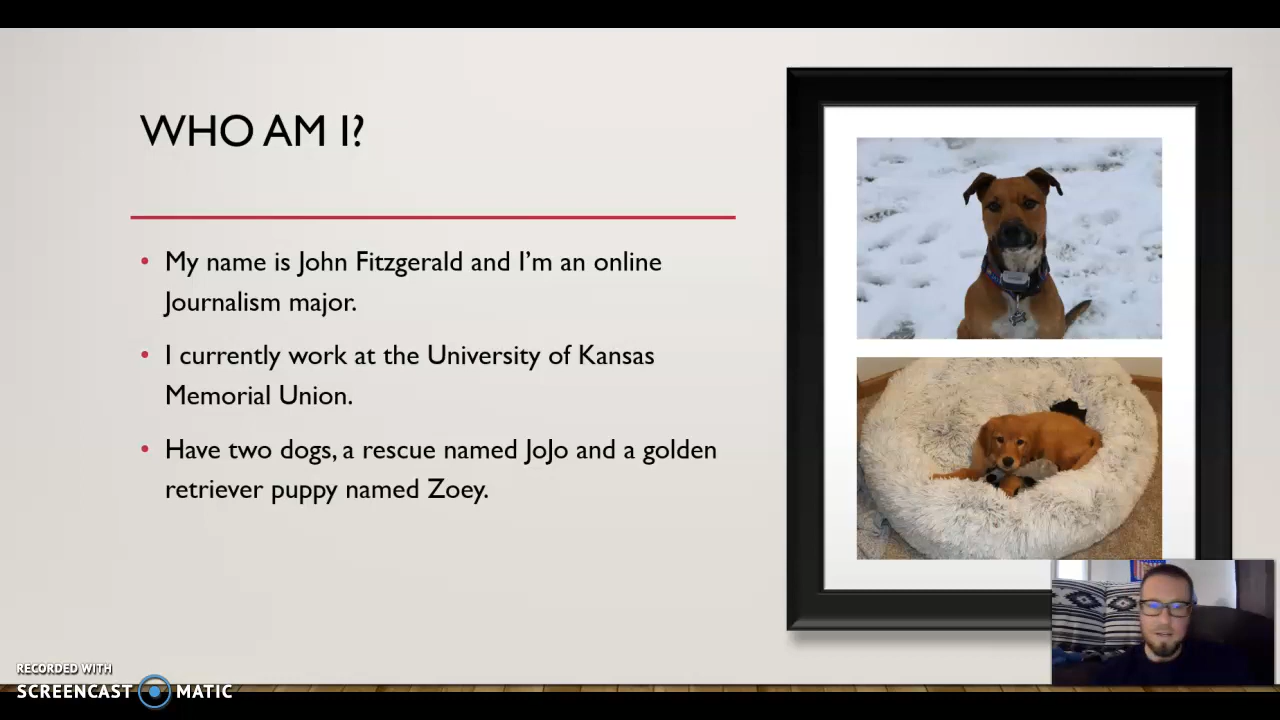 WHO AM I?
• My name is John Fitzgerald and I’m an online
Journalism major.
• I currently work at the University of Kansas
Memorial Union.
• Have two dogs, a rescue named JoJo and a golden
retriever puppy named Zoey.
RECORDED WITH
SCREENCAST MATIC